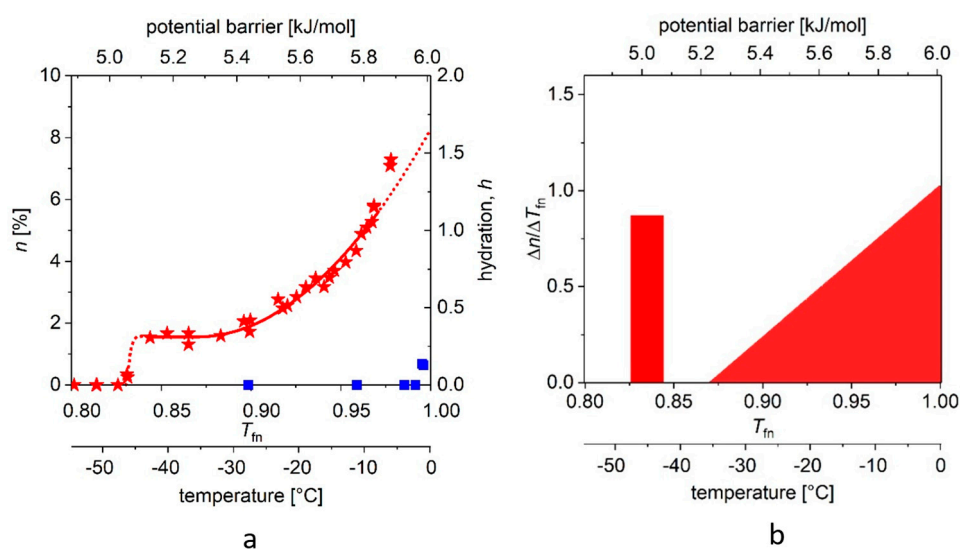 potential barrier [kJ/mol]
5.0 5.2 5.4 5.6 5.8 6.0
10 8 6 4 2 0
n [%]
2.0 1.5 1.0 0.5 0.0
hydration, h
0.80 0.85 0.90 0.95 1.00
Tfn
-50 -40 -30 -20 -10 0
temperature [°C]
a
potential barrier [kJ/mol]
5.0 5.2 5.4 5.6 5.8 6.0
1.5 1.0 0.5 0.0
Δn/ΔTfn
0.80 0.85 0.90 0.95 1.00
Tfn
-50 -40 -30 -20 -10 0
temperature [°C]
b